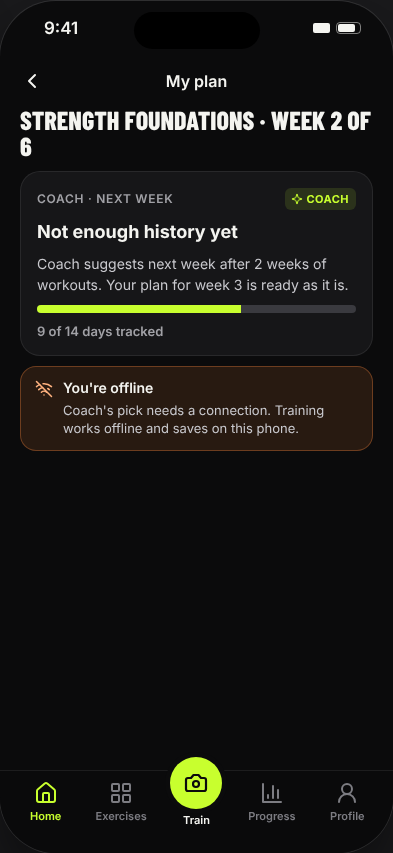 9:41
My plan
STRENGTH FOUNDATIONS · WEEK 2 OF
6
COACH · NEXT WEEK
COACH
Not enough history yet
Coach suggests next week after 2 weeks of
workouts. Your plan for week 3 is ready as it is.
9 of 14 days tracked
You're offline
Coach's pick needs a connection. Training
works offline and saves on this phone.
Home
Exercises
Train
Progress
Profile